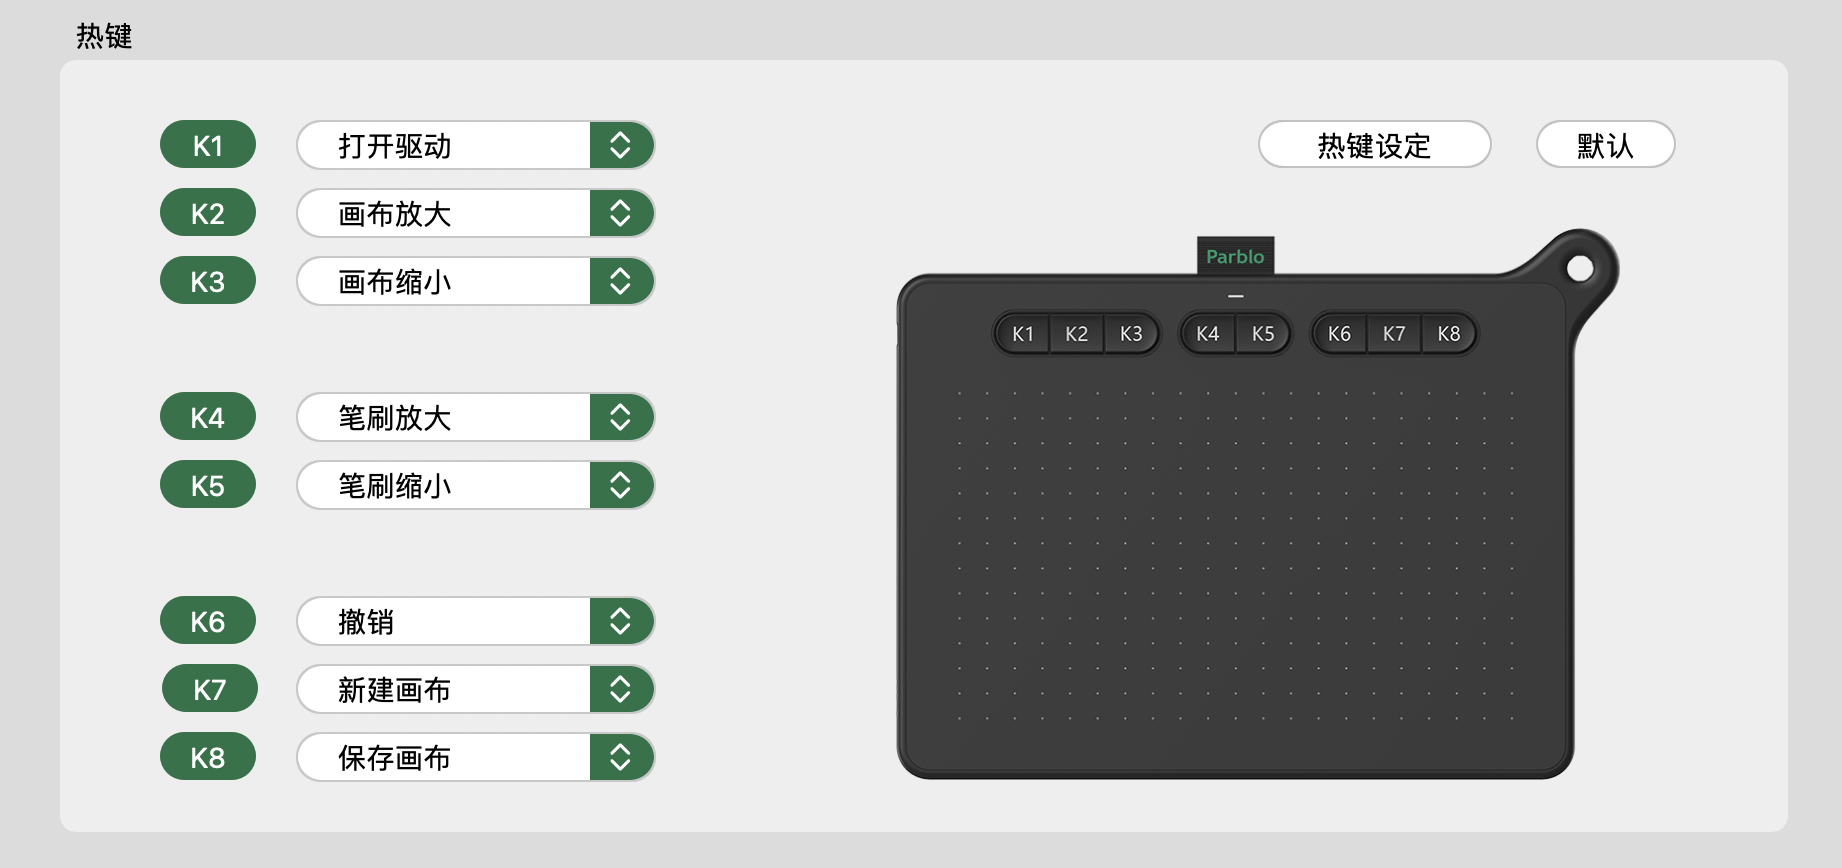 热键
K1 打开驱动
K2 画布放大
K3 画布缩小
K4 笔刷放大
K5 笔刷缩小
K6 撤销
K7 新建画布
K8 保存画布
热键设定 默认
Parblo
K1 K2 K3 K4 K5 K6 K7 K8